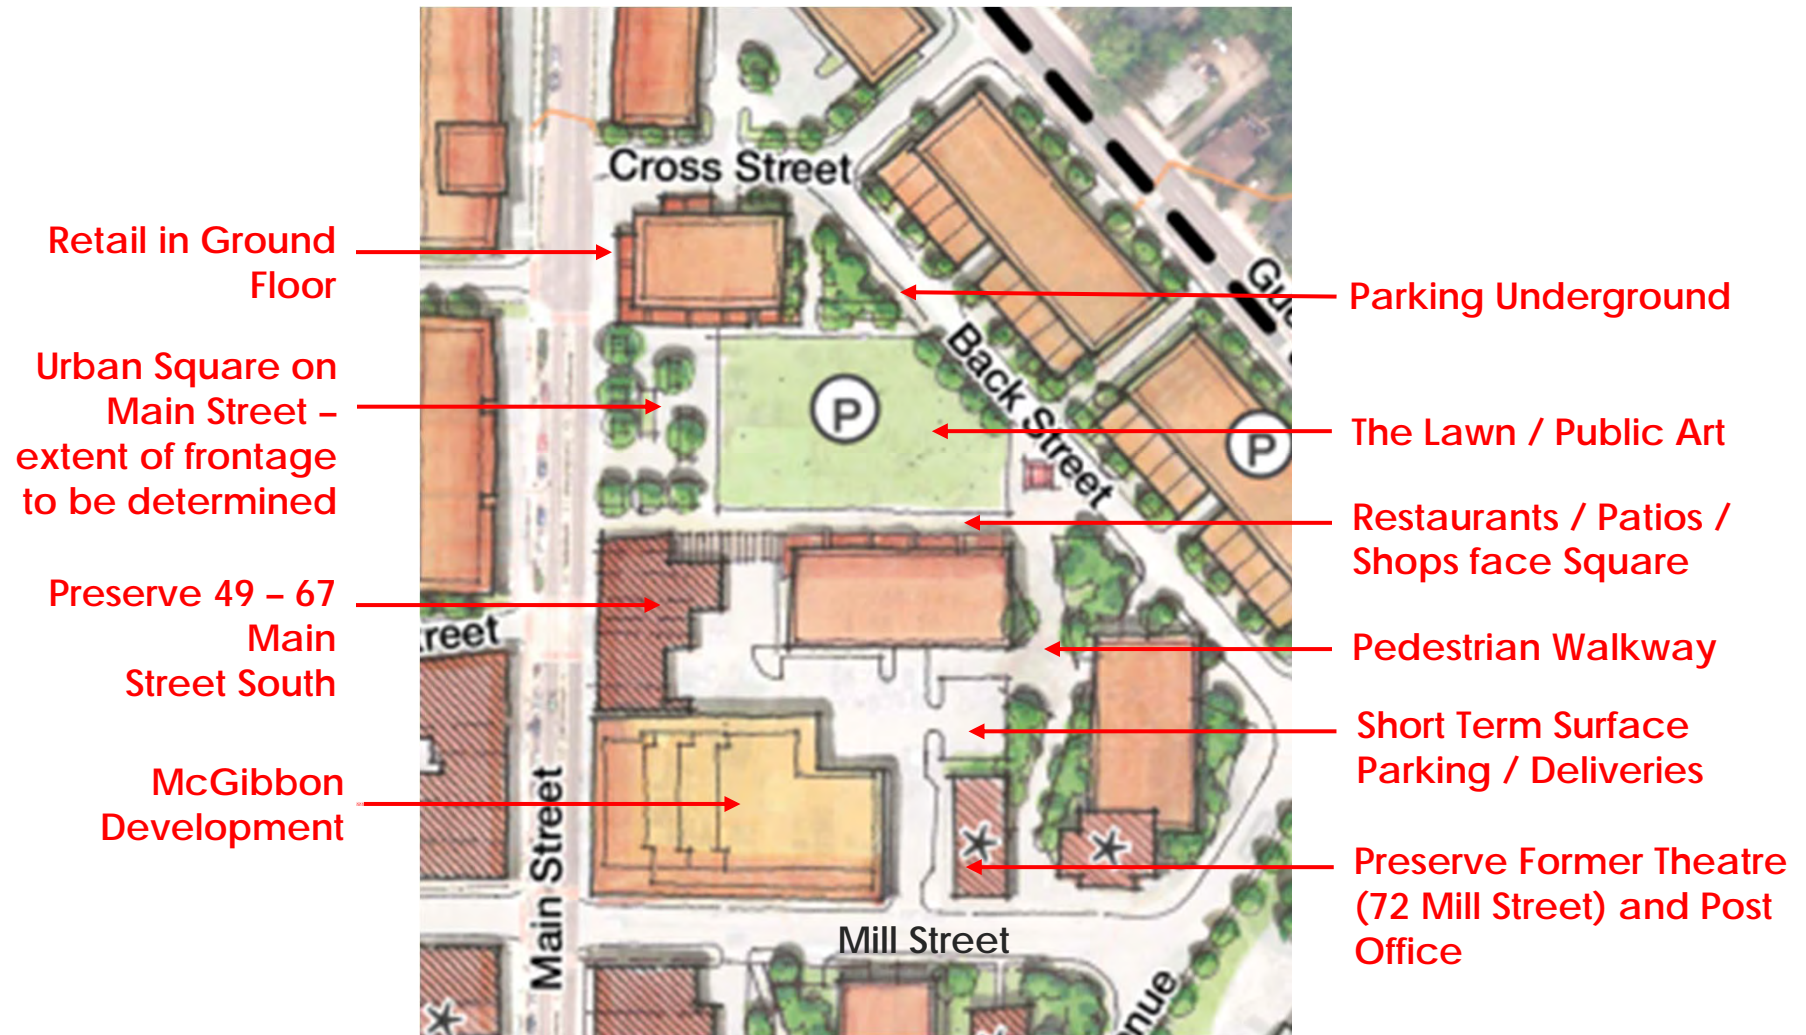 Cross Street
Retail in Ground
Floor
Parking Underground
Urban Square on
Main Street –
extent of frontage
to be determined
P
Back Street
P
The Lawn / Public Art
Restaurants / Patios /
Shops face Square
Preserve 49 – 67
Main
Street South
Pedestrian Walkway
Short Term Surface
Parking / Deliveries
McGibbon
Development
Main Street
Preserve Former Theatre
(72 Mill Street) and Post
Office
Mill Street